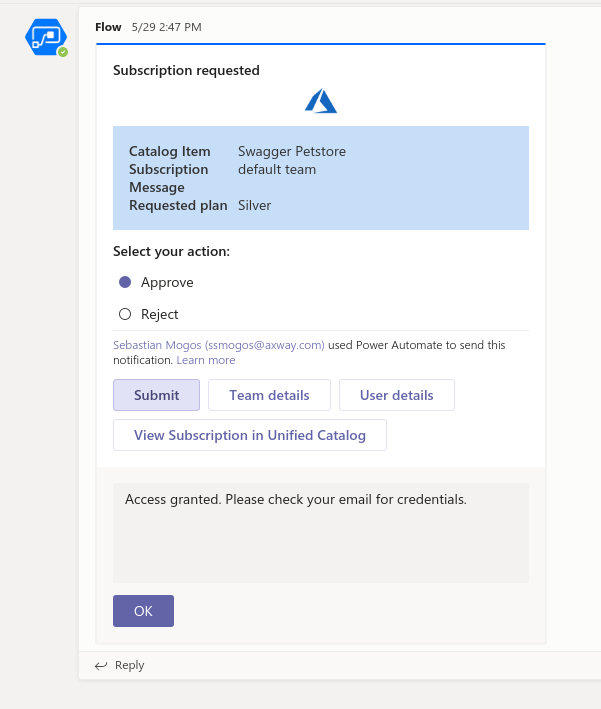 Flow 5/29 2:47 PM
Subscription requested
Catalog Item Swagger Petstore
Subscription default team
Message
Requested plan Silver
Select your action:
Approve
Reject
Sebastian Mogos (ssmogos@axway.com) used Power Automate to send this
notification. Learn more
Submit Team details User details
View Subscription in Unified Catalog
Access granted. Please check your email for credentials.
OK
Reply